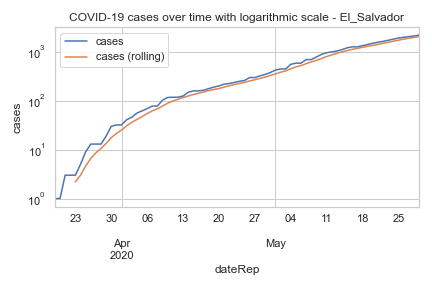 COVID-19 cases over time with logarithmic scale - El_Salvador
cases
cases (rolling)
10³
10²
10¹
10⁰
cases
23 30 06 13 20 27 04 11 18 25
Apr May
2020
dateRep